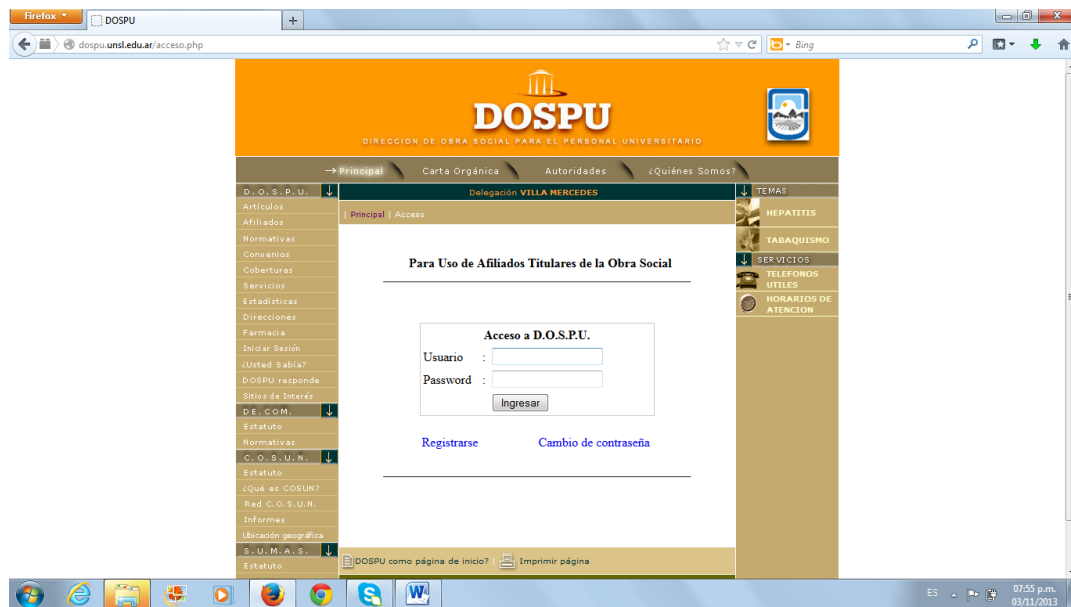 Firefox
DOSPU
dospu.unsl.edu.ar/acceso.php
Bing
DOSPU
DIRECCION DE OBRA SOCIAL PARA EL PERSONAL UNIVERSITARIO
Principal Carta Orgánica Autoridades ¿Quiénes Somos?
D.O.S.P.U.
Artículos
Afiliados
Normativas
Convenios
Coberturas
Servicios
Estadísticas
Direcciones
Farmacia
Iniciar Sesión
¿Usted Sabía?
DOSPU responde
Sitios de Interés
DE.COM.
Estatuto
Normativas
C.O.S.U.N.
Estatuto
¿Qué es COSUN?
Red C.O.S.U.N.
Informes
Ubicación geográfica
S.U.M.A.S.
Estatuto
Delegación VILLA MERCEDES
| Principal | Acceso
Para Uso de Afiliados Titulares de la Obra Social
Acceso a D.O.S.P.U.
Usuario :
Password :
Ingresar
Registrarse Cambio de contraseña
DOSPU como página de inicio? | Imprimir página
TEMAS
HEPATITIS
TABAQUISMO
SERVICIOS
TELEFONOS
UTILES
HORARIOS DE
ATENCION
ES
07:55 p.m.
03/11/2013